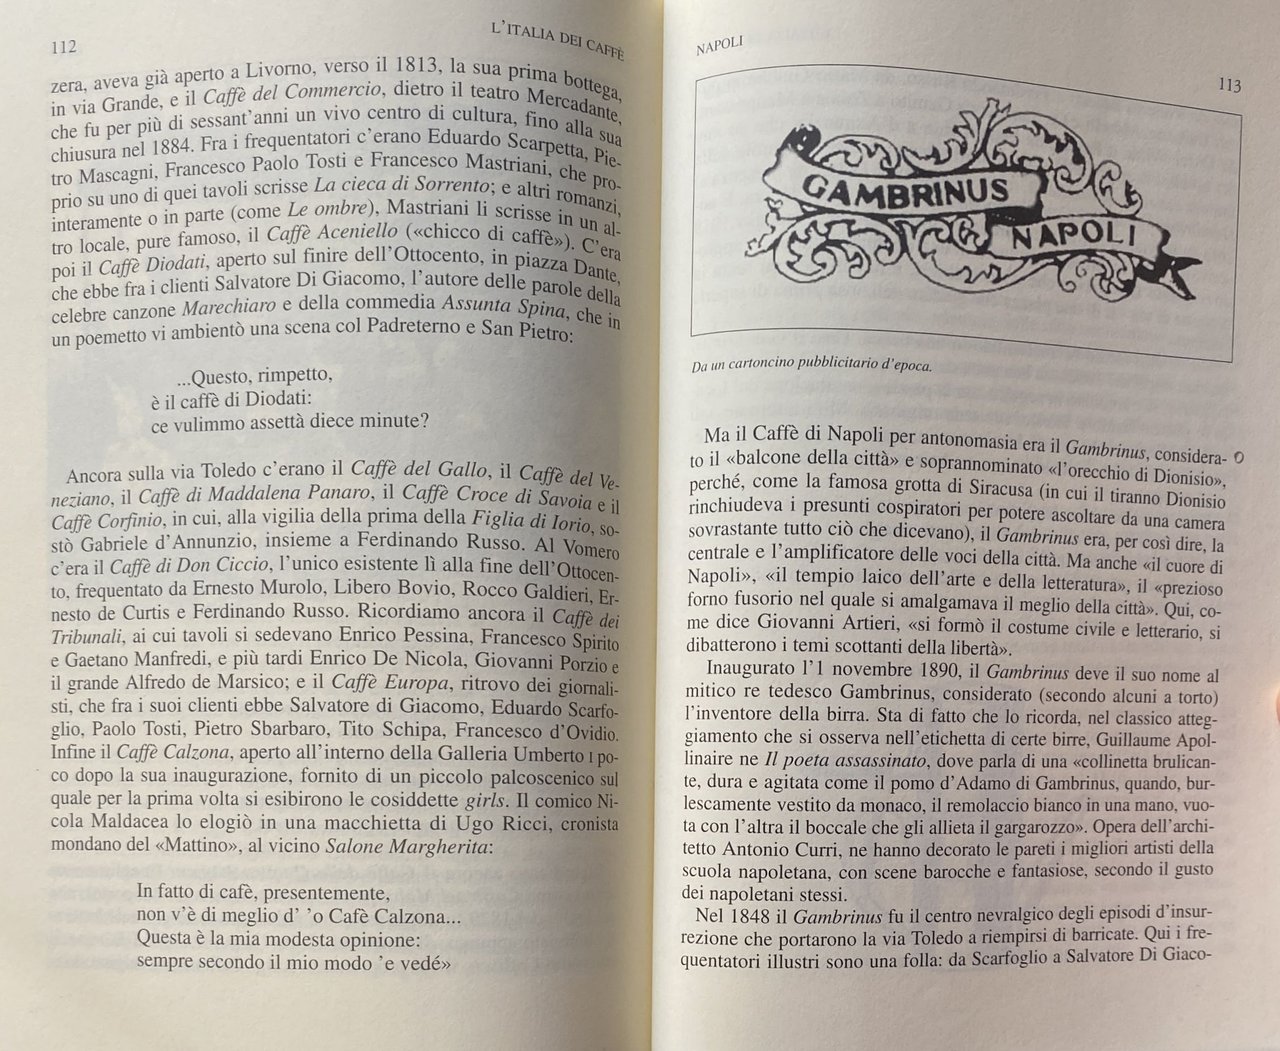 112
L'ITALIA DEI CAFFÈ
zera, aveva già aperto a Livorno, verso il 1813, la sua prima bottega,
in via Grande, e il Caffè del Commercio, dietro il teatro Mercadante,
che fu per più di sessant'anni un vivo centro di cultura, fino alla sua
chiusura nel 1884. Fra i frequentatori c'erano Eduardo Scarpetta, Pie-
tro Mascagni, Francesco Paolo Tosti e Francesco Mastriani, che pro-
prio su uno di quei tavoli scrisse La cieca di Sorrento; e altri romanzi,
interamente o in parte (come Le ombre), Mastriani li scrisse in un al-
tro locale, pure famoso, il Caffè Aceniello («chicco di caffè»). C'era
poi il Caffè Diodati, aperto sul finire dell'Ottocento, in piazza Dante,
che ebbe fra i clienti Salvatore Di Giacomo, l'autore delle parole della
celebre canzone Marechiaro e della commedia Assunta Spina, che in
un poemetto vi ambientò una scena col Padreterno e San Pietro:
...Questo, rimpetto,
è il caffè di Diodati:
ce vulimmo assettà diece minute?
Ancora sulla via Toledo c'erano il Caffè del Gallo, il Caffè del Ve-
neziano, il Caffè di Maddalena Panaro, il Caffè Croce di Savoia e il
Caffè Corfinio, in cui, alla vigilia della prima della Figlia di Iorio, so-
stò Gabriele d'Annunzio, insieme a Ferdinando Russo. Al Vomero
c'era il Caffè di Don Ciccio, l'unico esistente lì alla fine dell'Ottocen-
to, frequentato da Ernesto Murolo, Libero Bovio, Rocco Galdieri, Er-
nesto de Curtis e Ferdinando Russo. Ricordiamo ancora il Caffè dei
Tribunali, ai cui tavoli si sedevano Enrico Pessina, Francesco Spirito
e Gaetano Manfredi, e più tardi Enrico De Nicola, Giovanni Porzio e
il grande Alfredo de Marsico; e il Caffè Europa, ritrovo dei giornali-
sti, che fra i suoi clienti ebbe Salvatore di Giacomo, Eduardo Scarfo-
glio, Paolo Tosti, Pietro Sbarbaro, Tito Schipa, Francesco d'Ovidio.
Infine il Caffè Calzona, aperto all'interno della Galleria Umberto I po-
co dopo la sua inaugurazione, fornito di un piccolo palcoscenico sul
quale per la prima volta si esibirono le cosiddette girls. Il comico Ni-
cola Maldacea lo elogiò in una macchietta di Ugo Ricci, cronista
mondano del «Mattino», al vicino Salone Margherita:
In fatto di cafè, presentemente,
non v'è di meglio d' 'o Cafè Calzona...
Questa è la mia modesta opinione:
sempre secondo il mio modo 'e vedé»
NAPOLI
113
GAMBRINUS
NAPOLI
Da un cartoncino pubblicitario d'epoca.
Ma il Caffè di Napoli per antonomasia era il Gambrinus, considera-
to il «balcone della città» e soprannominato «l'orecchio di Dionisio»,
perché, come la famosa grotta di Siracusa (in cui il tiranno Dionisio
rinchiudeva i presunti cospiratori per potere ascoltare da una camera
sovrastante tutto ciò che dicevano), il Gambrinus era, per così dire, la
centrale e l'amplificatore delle voci della città. Ma anche «il cuore di
Napoli», «il tempio laico dell'arte e della letteratura», il «prezioso
forno fusorio nel quale si amalgamava il meglio della città». Qui, co-
me dice Giovanni Artieri, «si formò il costume civile e letterario, si
dibatterono i temi scottanti della libertà».
Inaugurato l'1 novembre 1890, il Gambrinus deve il suo nome al
mitico re tedesco Gambrinus, considerato (secondo alcuni a torto)
l'inventore della birra. Sta di fatto che lo ricorda, nel classico atteg-
giamento che si osserva nell'etichetta di certe birre, Guillaume Apol-
linaire ne Il poeta assassinato, dove parla di una «collinetta brulican-
te, dura e agitata come il pomo d'Adamo di Gambrinus, quando, bur-
lescamente vestito da monaco, il remolaccio bianco in una mano, vuo-
ta con l'altra il boccale che gli allieta il gargarozzo». Opera dell'archi-
tetto Antonio Curri, ne hanno decorato le pareti i migliori artisti della
scuola napoletana, con scene barocche e fantasiose, secondo il gusto
dei napoletani stessi.
Nel 1848 il Gambrinus fu il centro nevralgico degli episodi d'insur-
rezione che portarono la via Toledo a riempirsi di barricate. Qui i fre-
quentatori illustri sono una folla: da Scarfoglio a Salvatore Di Giaco-